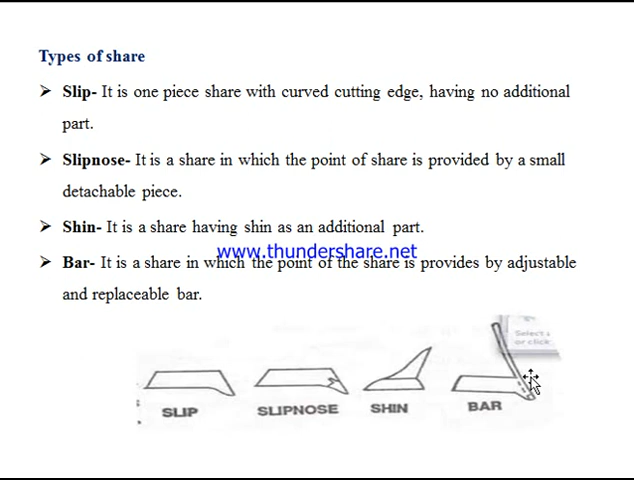 Types of share
➤ Slip- It is one piece share with curved cutting edge, having no additional
part.
➤ Slipnose- It is a share in which the point of share is provided by a small
detachable piece.
➤ Shin- It is a share having shin as an additional part.
www.thundershare.net
➤ Bar- It is a share in which the point of the share is provides by adjustable
and replaceable bar.
Select
or click
SLIP SLIPNOSE SHIN BAR